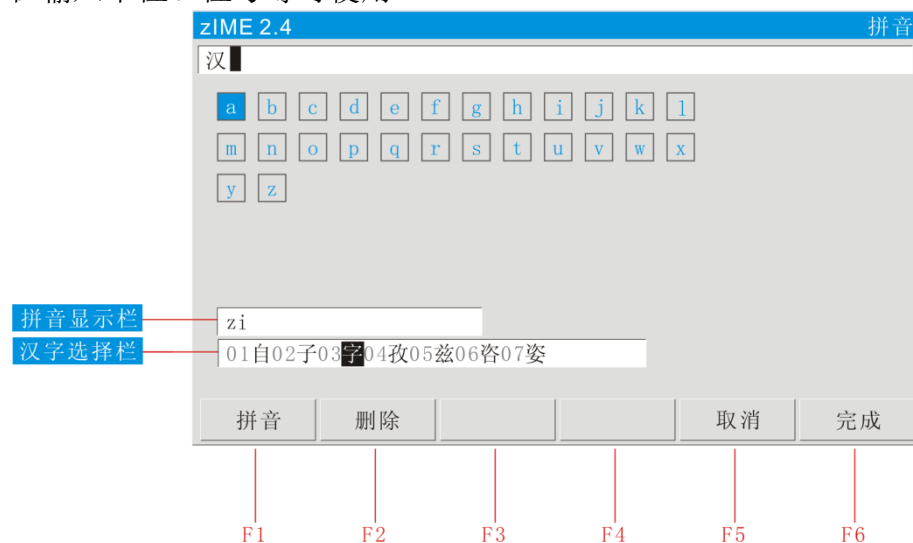 zIME 2.4 拼音
汉
a b c d e f g h i j k l
m n o p q r s t u v w x
y z
拼音显示栏 zi
汉字选择栏 01自02子03字04孜05兹06咨07姿
拼音 删除 取消 完成
F1 F2 F3 F4 F5 F6